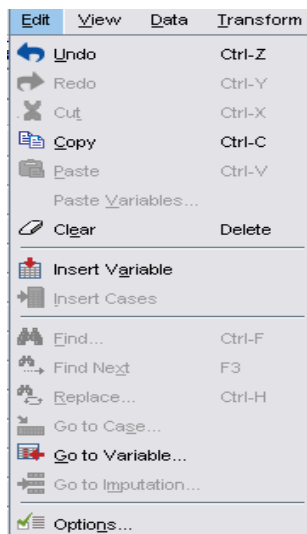 Edit View Data Transform
Undo Ctrl-Z
Redo Ctrl-Y
Cut Ctrl-X
Copy Ctrl-C
Paste Ctrl-V
Paste Variables...
Clear Delete
Insert Variable
Insert Cases
Find... Ctrl-F
Find Next F3
Replace... Ctrl-H
Go to Case...
Go to Variable...
Go to Imputation...
Options...